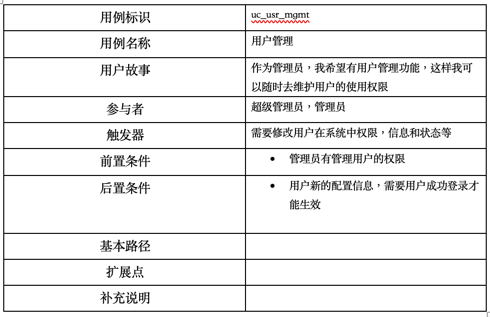 用例标识 uc_usr_mgmt
用例名称 用户管理
用户故事 作为管理员，我希望有用户管理功能，这样我可
以随时去维护用户的使用权限
参与者 超级管理员，管理员
触发器 需要修改用户在系统中权限，信息和状态等
前置条件 • 管理员有管理用户的权限
后置条件 • 用户新的配置信息，需要用户成功登录才
能生效
基本路径
扩展点
补充说明